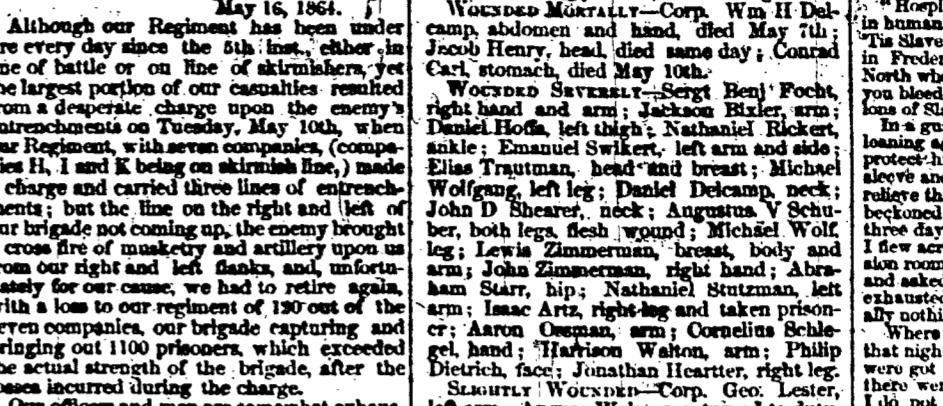 May 16, 1864.
Although our Regiment has been under
re every day since the 5th inst., either in
ne of battle or on line of skirmishers, yet
he largest portion of our casualties resulted
rom a desperate charge upon the enemy's
ntrenchments on Tuesday, May 10th, when
ur Regiment, with seven companies, (compa-
ies H, I and K being on skirmish line,) made
charge and carried three lines of entrench-
ents; but the line on the right and left of
ur brigade not coming up, the enemy brought
cross fire of musketry and artillery upon us
rom our right and left flanks, and, unfortu-
ately for our cause, we had to retire again,
ith a loss to our regiment of out of the
even companies, our brigade capturing and
ringing out 1100 prisoners, which exceeded
he actual strength of the brigade, after the
osses incurred during the charge.
WOUNDED MORTALLY—Corp. Wm H Del-
camp, abdomen and hand, died May 7th;
Jacob Henry, head, died same day; Conrad
Carl, stomach, died May 10th.
WOUNDED SEVERELY—Sergt Benj Focht,
right hand and arm; Jackson Bixler, arm;
Daniel Hoffa, left thigh; Nathaniel Rickert,
ankle; Emanuel Swikert, left arm and side;
Elias Trautman, head and breast; Michael
Wolfgang, left leg; Daniel Delcamp, neck;
John D Shearer, neck; Augustus V Schu-
ber, both legs, flesh wound; Michael Wolf,
leg; Lewis Zimmerman, breast, body and
arm; John Zimmerman, right hand; Abra-
ham Starr, hip; Nathaniel Stutzman, left
arm; Isaac Artz, right leg and taken prison-
er; Aaron Ossman, arm; Cornelius Schle-
gel, hand; Harrison Walton, arm; Philip
Dietrich, face; Jonathan Heartter, right leg.
SLIGHTLY WOUNDED—Corp. Geo. Lester,
" Hospi
in human
'Tis Slave
in Freder
North wh
you bleed
lons of Sl
In a gu
leaning a
protect h
sleeve an
relieve th
beckoned
three day
I flew acr
sion room
and asked
exhauste
ally nothi
Where
that nigh
were got
there wer
I do not